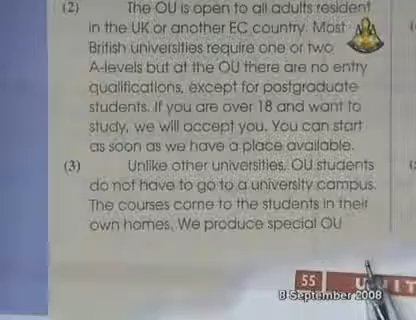 (2) The OU is open to all adults resident
in the UK or another EC country. Most
British universities require one or two
A-levels but at the OU there are no entry
qualifications, except for postgraduate
students. If you are over 18 and want to
study, we will accept you. You can start
as soon as we have a place available.
(3) Unlike other universities, OU students
do not have to go to a university campus.
The courses come to the students in their
own homes. We produce special OU
55 UNIT
8 September 2008